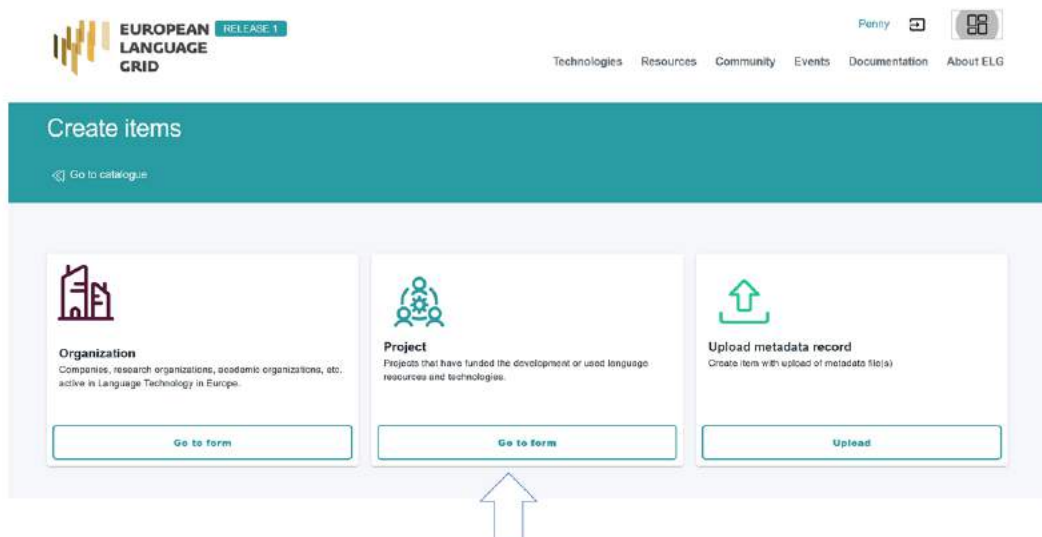 EUROPEAN RELEASE 1
LANGUAGE
GRID
Penny
Technologies Resources Community Events Documentation About ELG
Create items
Go to catalogue
Organization
Companies, research organizations, academic organizations, etc.
active in Language Technology in Europe.
Go to form
Project
Projects that have funded the development or used language
resources and technologies.
Go to form
Upload metadata record
Create item with upload of metadata file(s)
Upload